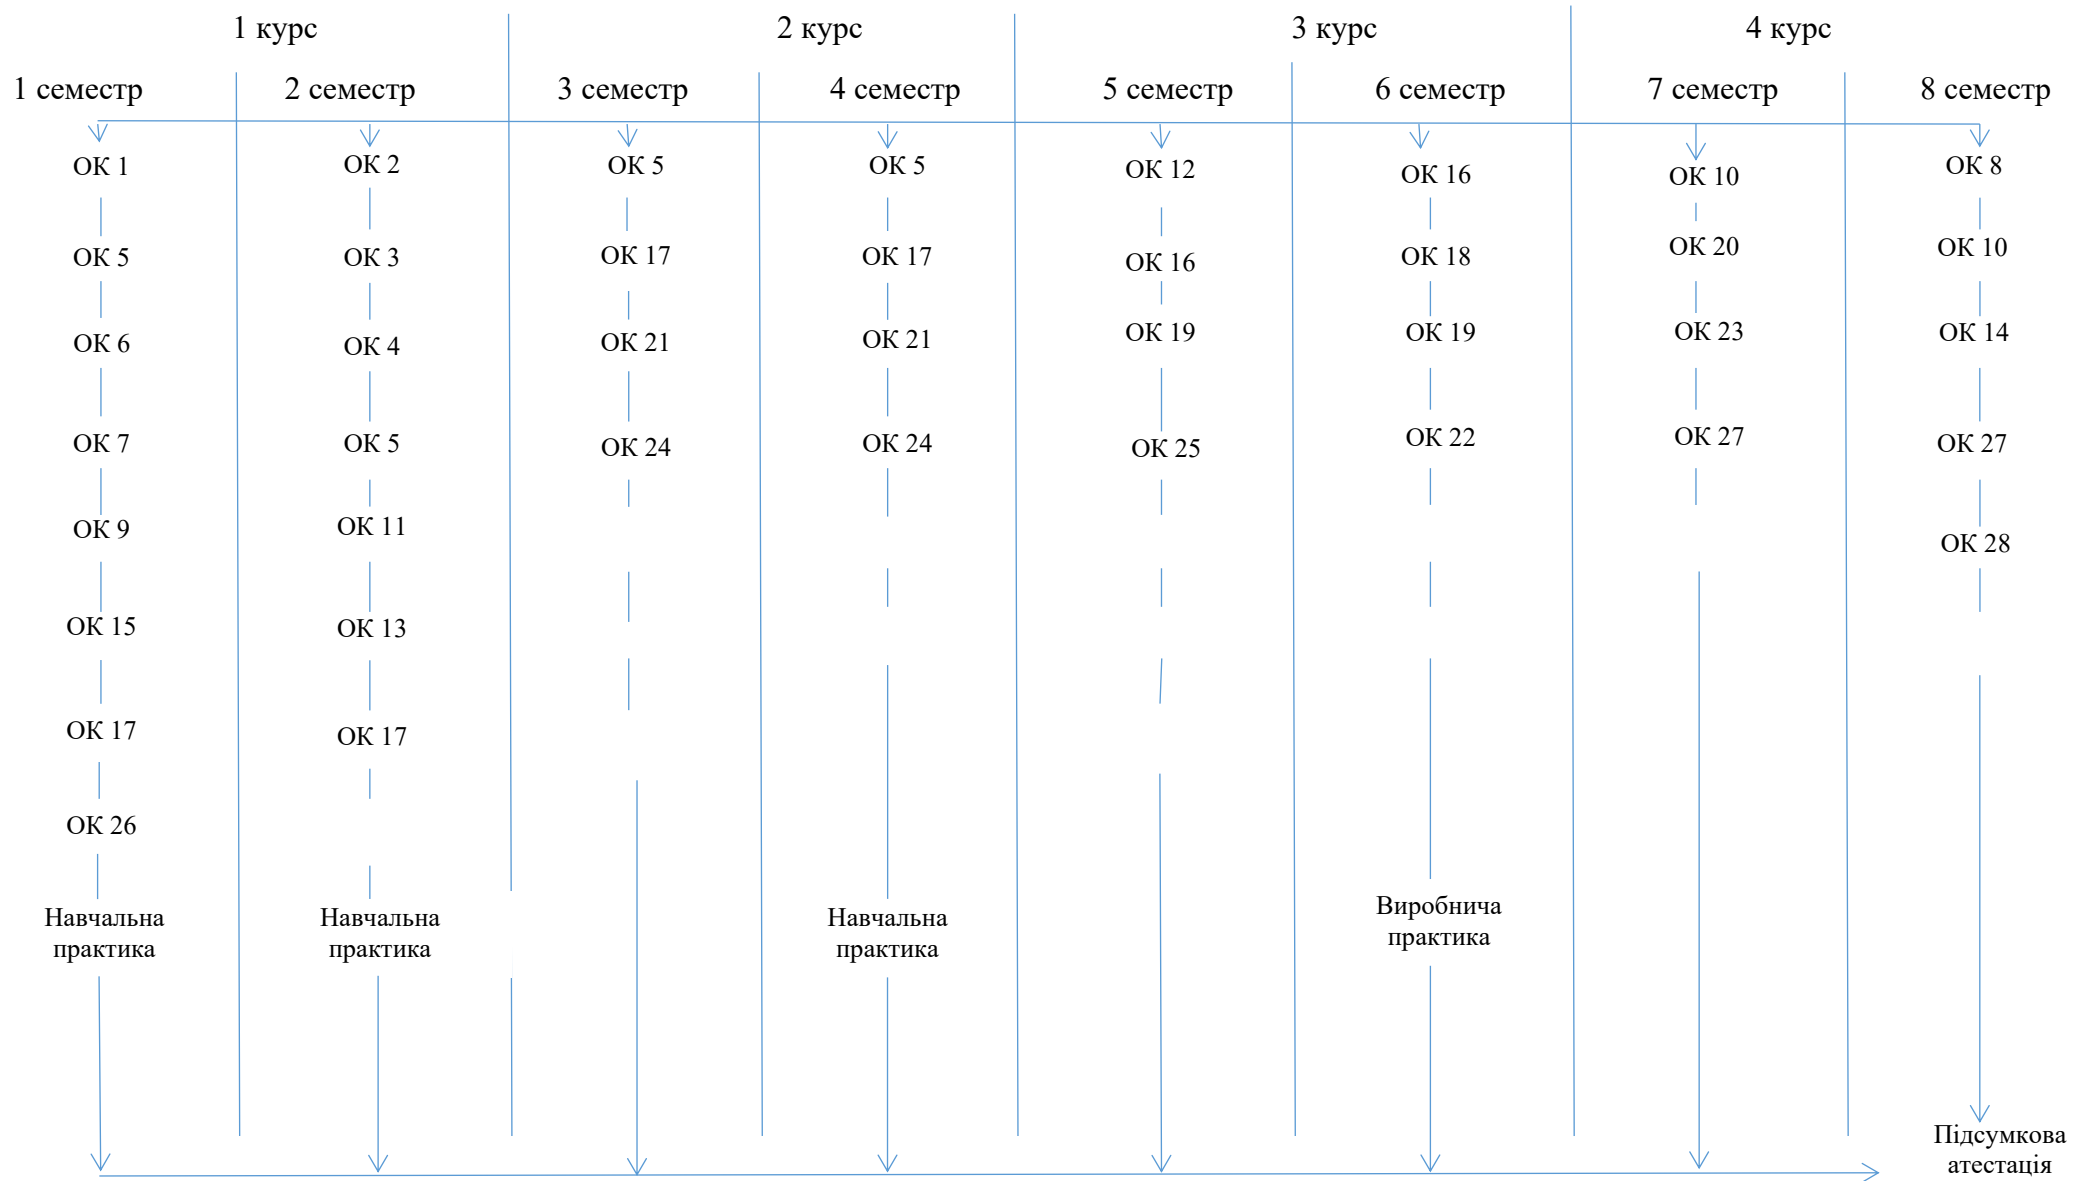 1 курс
2 курс
3 курс
4 курс
1 семестр
2 семестр
3 семестр
4 семестр
5 семестр
6 семестр
7 семестр
8 семестр
ОК 1
ОК 5
ОК 6
ОК 7
ОК 9
ОК 15
ОК 17
ОК 26
Навчальна
практика
ОК 2
ОК 3
ОК 4
ОК 5
ОК 11
ОК 13
ОК 17
Навчальна
практика
ОК 5
ОК 17
ОК 21
ОК 24
ОК 5
ОК 17
ОК 21
ОК 24
Навчальна
практика
ОК 12
ОК 16
ОК 19
ОК 25
ОК 16
ОК 18
ОК 19
ОК 22
Виробнича
практика
ОК 10
ОК 20
ОК 23
ОК 27
ОК 8
ОК 10
ОК 14
ОК 27
ОК 28
Підсумкова
атестація